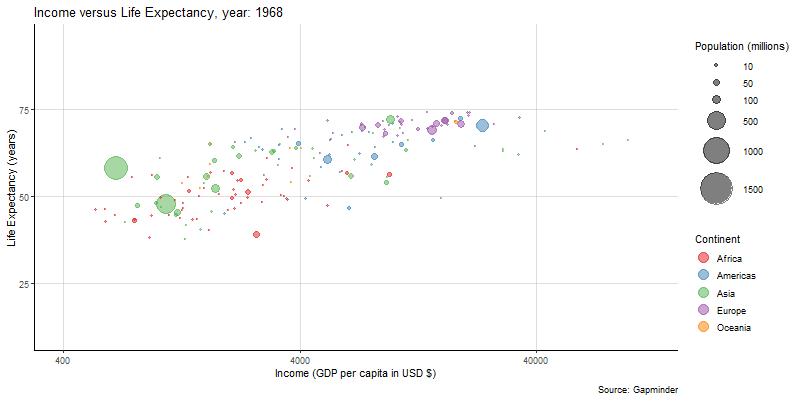 Income versus Life Expectancy, year: 1968
Life Expectancy (years)
75
50
25
400
4000
40000
Income (GDP per capita in USD $)
Source: Gapminder
Population (millions)
10
50
100
500
1000
1500
Continent
Africa
Americas
Asia
Europe
Oceania